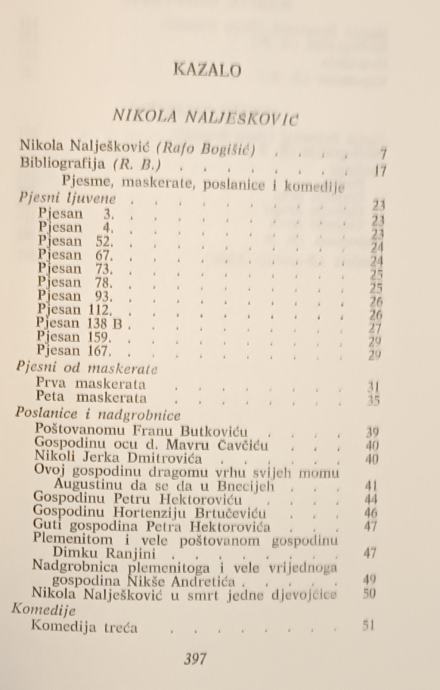 KAZALO
NIKOLA NALJEŠKOVIĆ
Nikola Nalješković (Rafo Bogišić) . . . . 7
Bibliografija (R. B.) . . . . . . . 17
Pjesme, maskerate, poslanice i komedije
Pjesni ljuvene . . . . . . . . . 23
Pjesan 3. . . . . . . . . . 23
Pjesan 4. . . . . . . . . . 23
Pjesan 52. . . . . . . . . . 24
Pjesan 67. . . . . . . . . . 24
Pjesan 73. . . . . . . . . . 25
Pjesan 78. . . . . . . . . . 25
Pjesan 93. . . . . . . . . . 26
Pjesan 112. . . . . . . . . . 26
Pjesan 138 B . . . . . . . . . 27
Pjesan 159. . . . . . . . . . 29
Pjesan 167. . . . . . . . . . 29
Pjesni od maskerate
Prva maskerata . . . . . . . 31
Peta maskerata . . . . . . . 35
Poslanice i nadgrobnice
Poštovanomu Franu Butkoviću . . . . 39
Gospodinu ocu d. Mavru Čavčiću . . . 40
Nikoli Jerka Dmitrovića . . . . . . 40
Ovoj gospodinu dragomu vrhu svijeh momu
Augustinu da se da u Bnecijeh . . . 41
Gospodinu Petru Hektoroviću . . . . 44
Gospodinu Hortenziju Brtučeviću . . . 46
Guti gospodina Petra Hektorovića . . . 47
Plemenitom i vele poštovanom gospodinu
Dimku Ranjini . . . . . . . . 47
Nadgrobnica plemenitoga i vele vrijednoga
gospodina Nikše Andretića . . . . . 49
Nikola Nalješković u smrt jedne djevojčice 50
Komedije
Komedija treća . . . . . . . 51
397